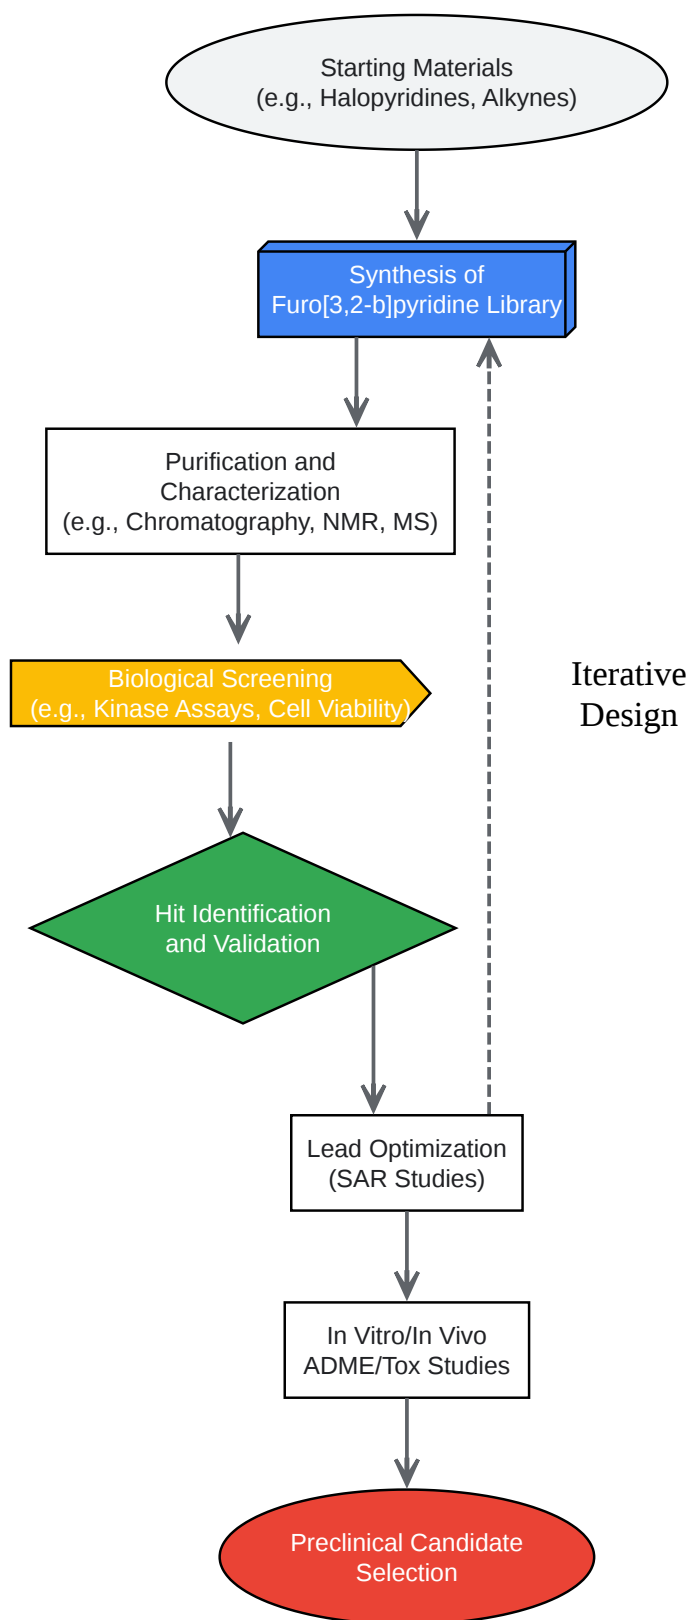 Starting Materials
(e.g., Halopyridines, Alkynes)
Synthesis of
Furo[3,2-b]pyridine Library
Purification and
Characterization
(e.g., Chromatography, NMR, MS)
Biological Screening
(e.g., Kinase Assays, Cell Viability)
Iterative
Design
Hit Identification
and Validation
Lead Optimization
(SAR Studies)
In Vitro/In Vivo
ADME/Tox Studies
Preclinical Candidate
Selection